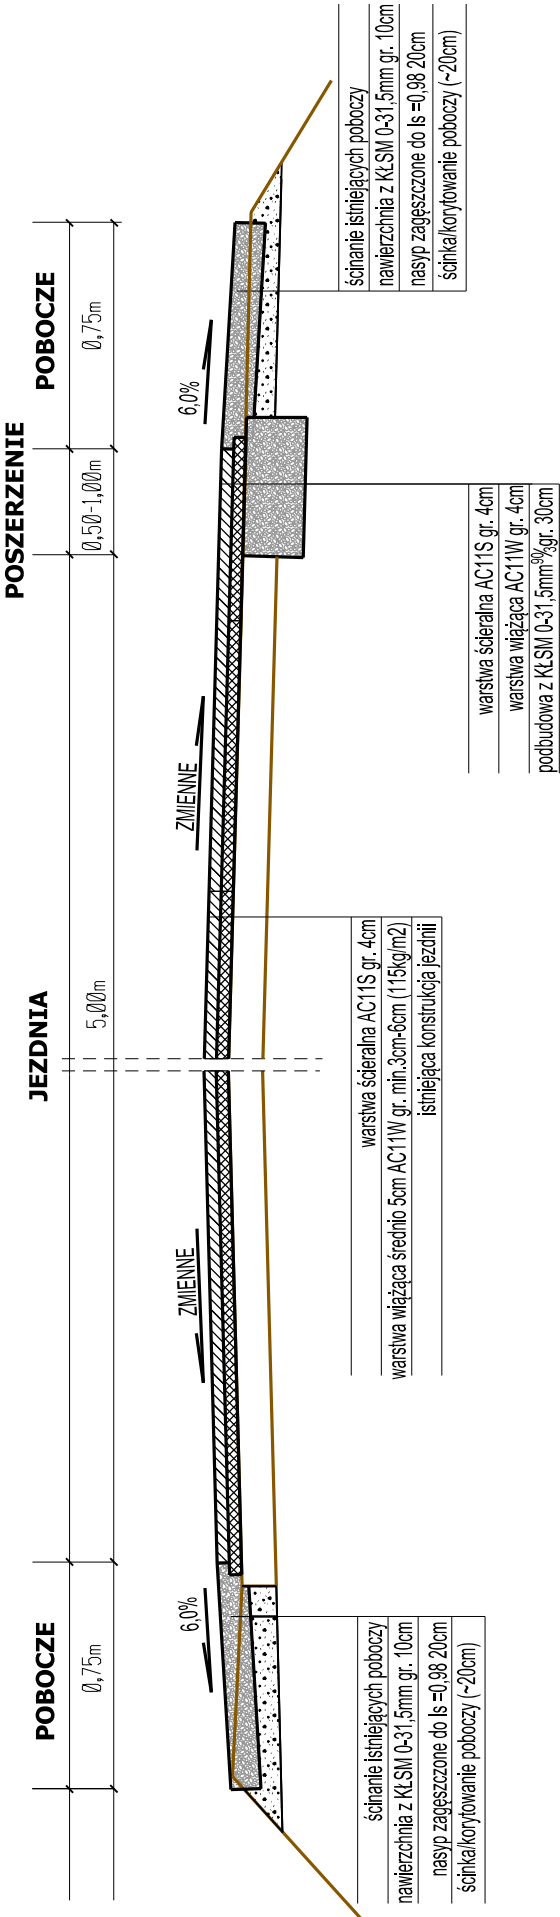 POBOCZE
POSZERZENIE
JEZDNIA
POBOCZE
0,75m
0,50-1,00m
5,00m
0,75m
6,0%
ZMIENNE
ZMIENNE
6,0%
ścinanie istniejących poboczy
nawierzchnia z KŁSM 0-31,5mm gr. 10cm
nasyp zagęszczone do Is =0,98 20cm
ścinka/korytowanie poboczy (~20cm)
warstwa ścieralna AC11S gr. 4cm
warstwa wiążąca AC11W gr. 4cm
podbudowa z KŁSM 0-31,5mm gr. 30cm
warstwa ścieralna AC11S gr. 4cm
warstwa wiążąca średnio 5cm AC11W gr. min.3cm-6cm (115kg/m2)
istniejąca konstrukcja jezdnii
ścinanie istniejących poboczy
nawierzchnia z KŁSM 0-31,5mm gr. 10cm
nasyp zagęszczone do Is =0,98 20cm
ścinka/korytowanie poboczy (~20cm)